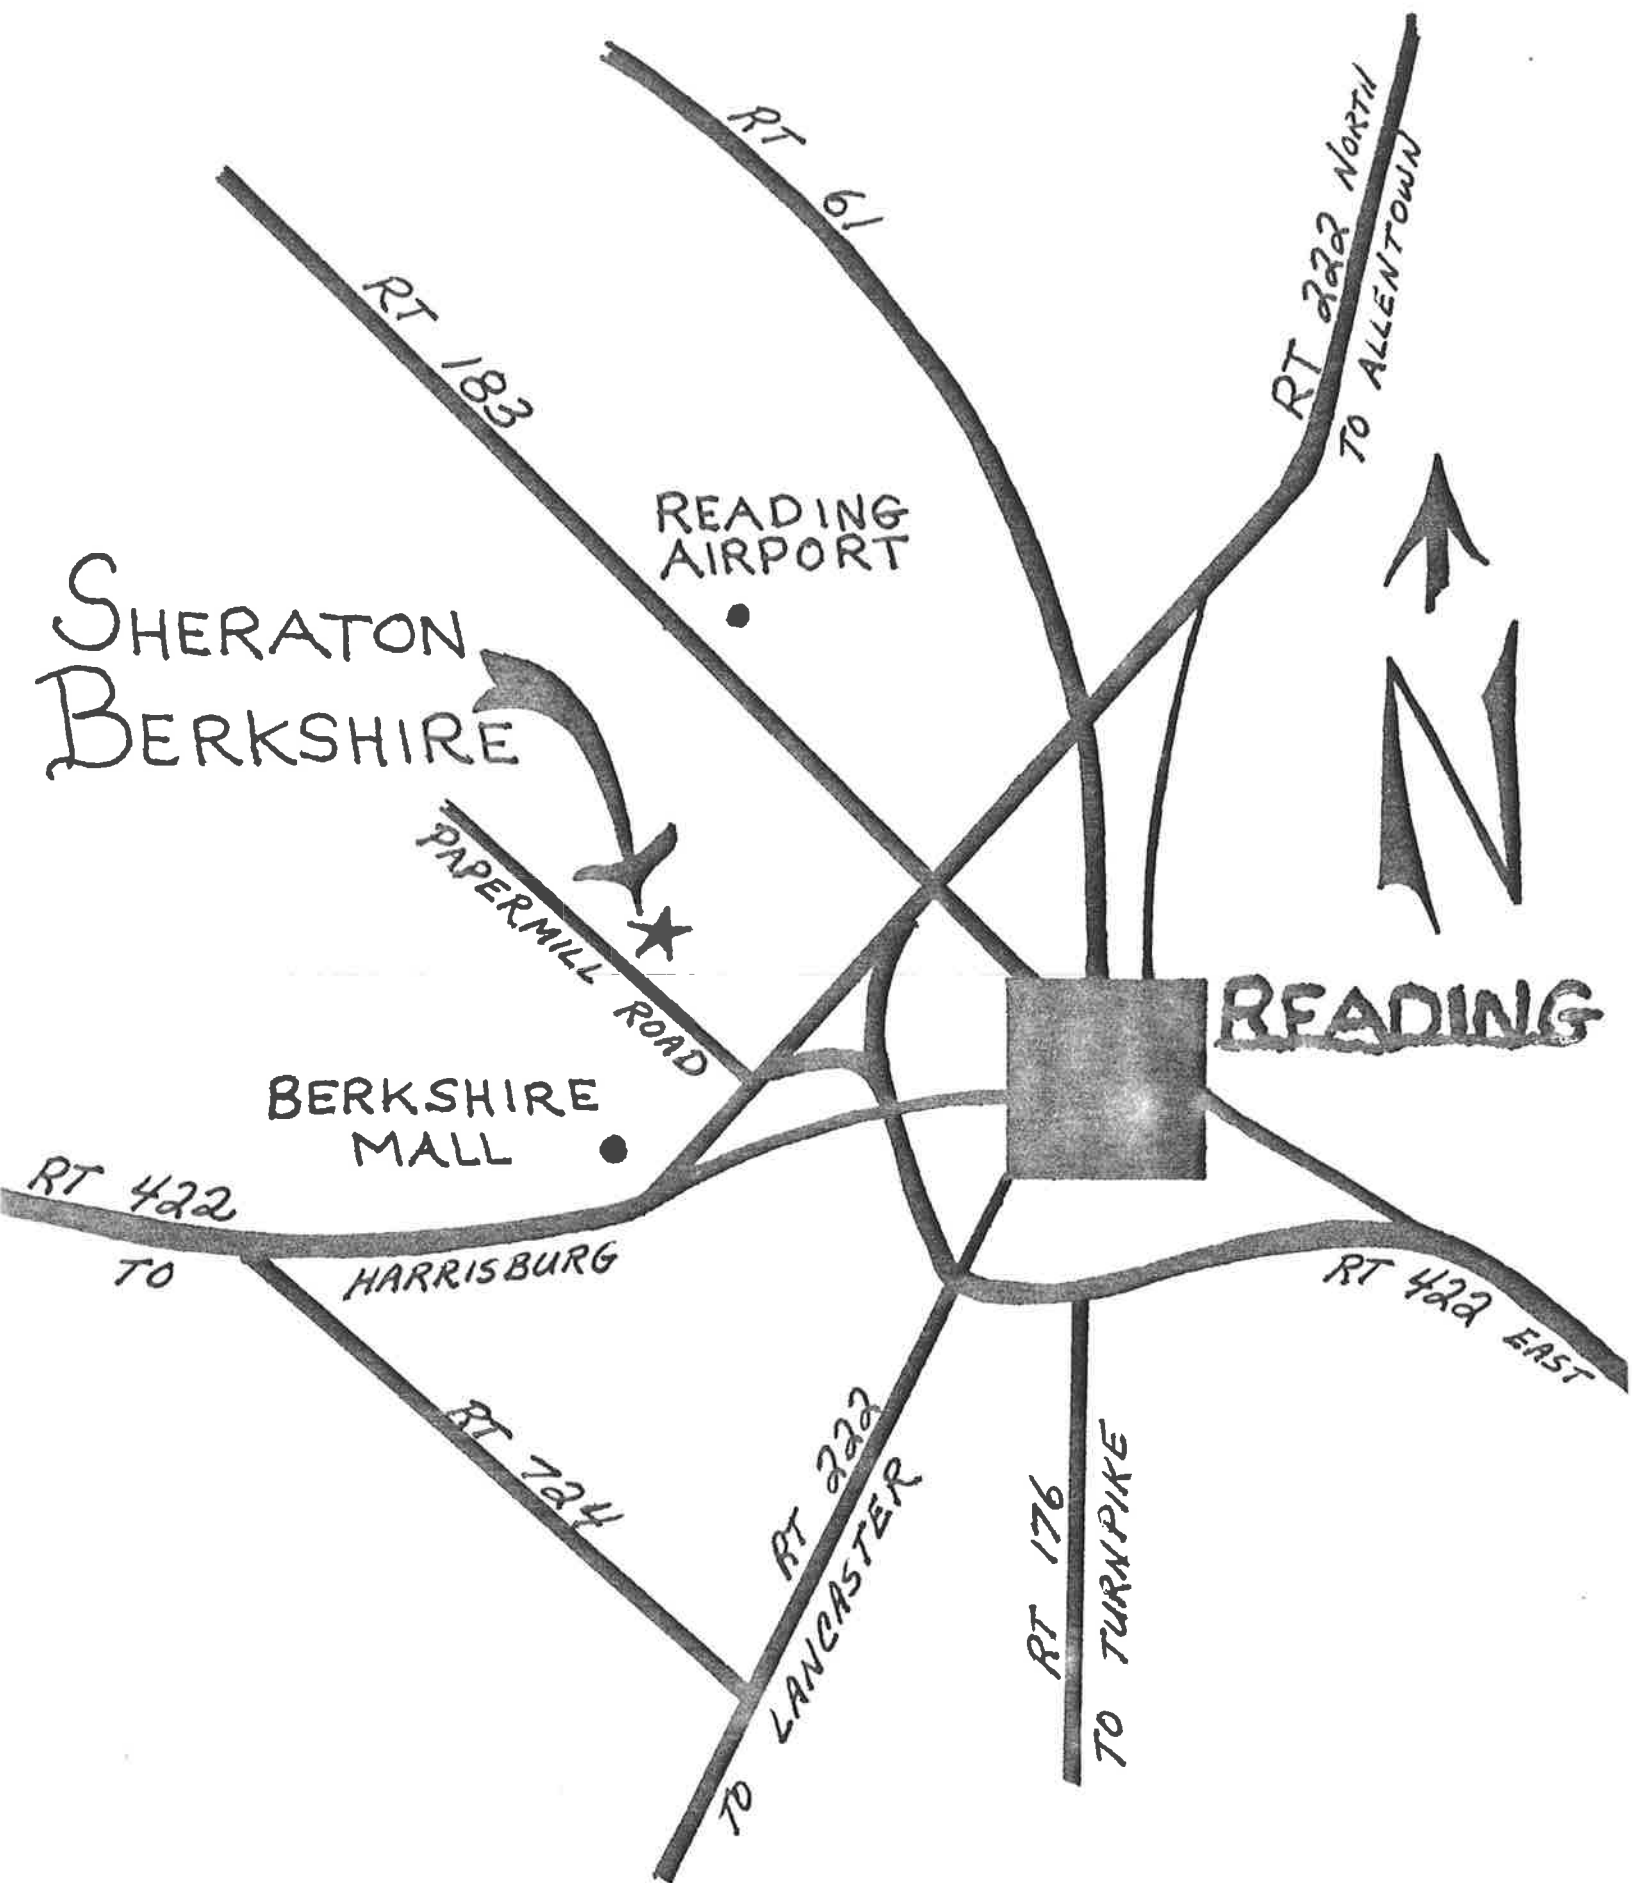 RT 61
RT 222 NORTH
TO ALLENTOWN
RT 183
READING
AIRPORT
SHERATON
BERKSHIRE
N
PAPERMILL ROAD
READING
BERKSHIRE
MALL
RT 422
TO HARRISBURG
RT 422 EAST
RT 724
RT 222
TO LANCASTER
RT 176
TO TURNPIKE